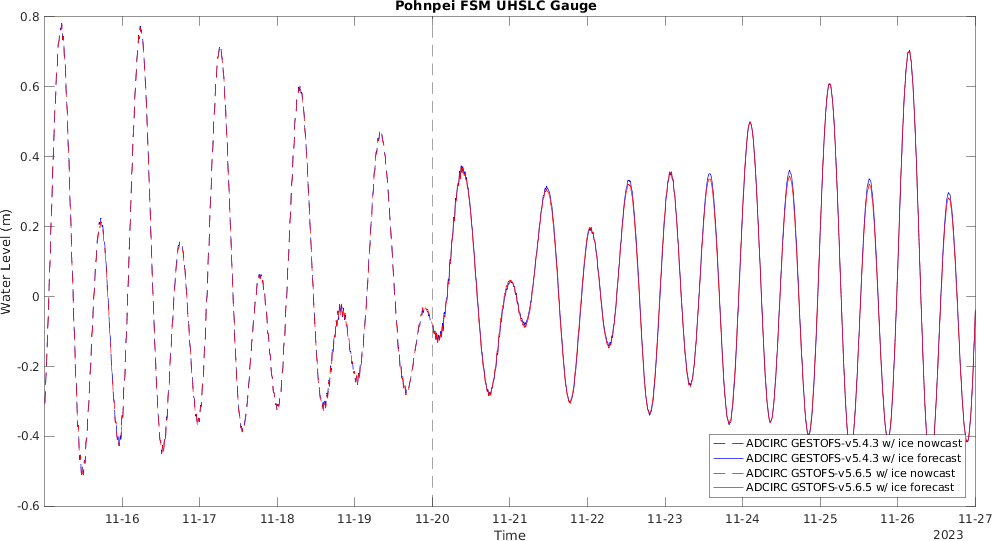 Pohnpei FSM UHSLC Gauge
0.8
0.6
0.4
0.2
0
-0.2
-0.4
-0.6
Water Level (m)
ADCIRC GESTOFS-v5.4.3 w/ ice nowcast
ADCIRC GESTOFS-v5.4.3 w/ ice forecast
ADCIRC GSTOFS-v5.6.5 w/ ice nowcast
ADCIRC GSTOFS-v5.6.5 w/ ice forecast
11-16 11-17 11-18 11-19 11-20 11-21 11-22 11-23 11-24 11-25 11-26 11-27
Time
2023